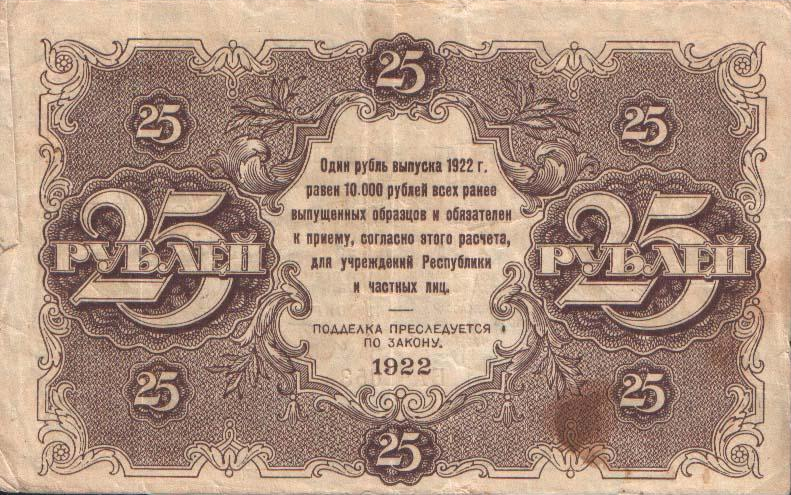 25
25 25
Один рубль выпуска 1922 г.
равен 10.000 рублей всех ранее
выпущенных образцов и обязателен
к приему, согласно этого расчета,
для учреждений Республики
и частных лиц.
25 РУБЛЕЙ 25 РУБЛЕЙ
ПОДДЕЛКА ПРЕСЛЕДУЕТСЯ
ПО ЗАКОНУ.
1922
25 25
25